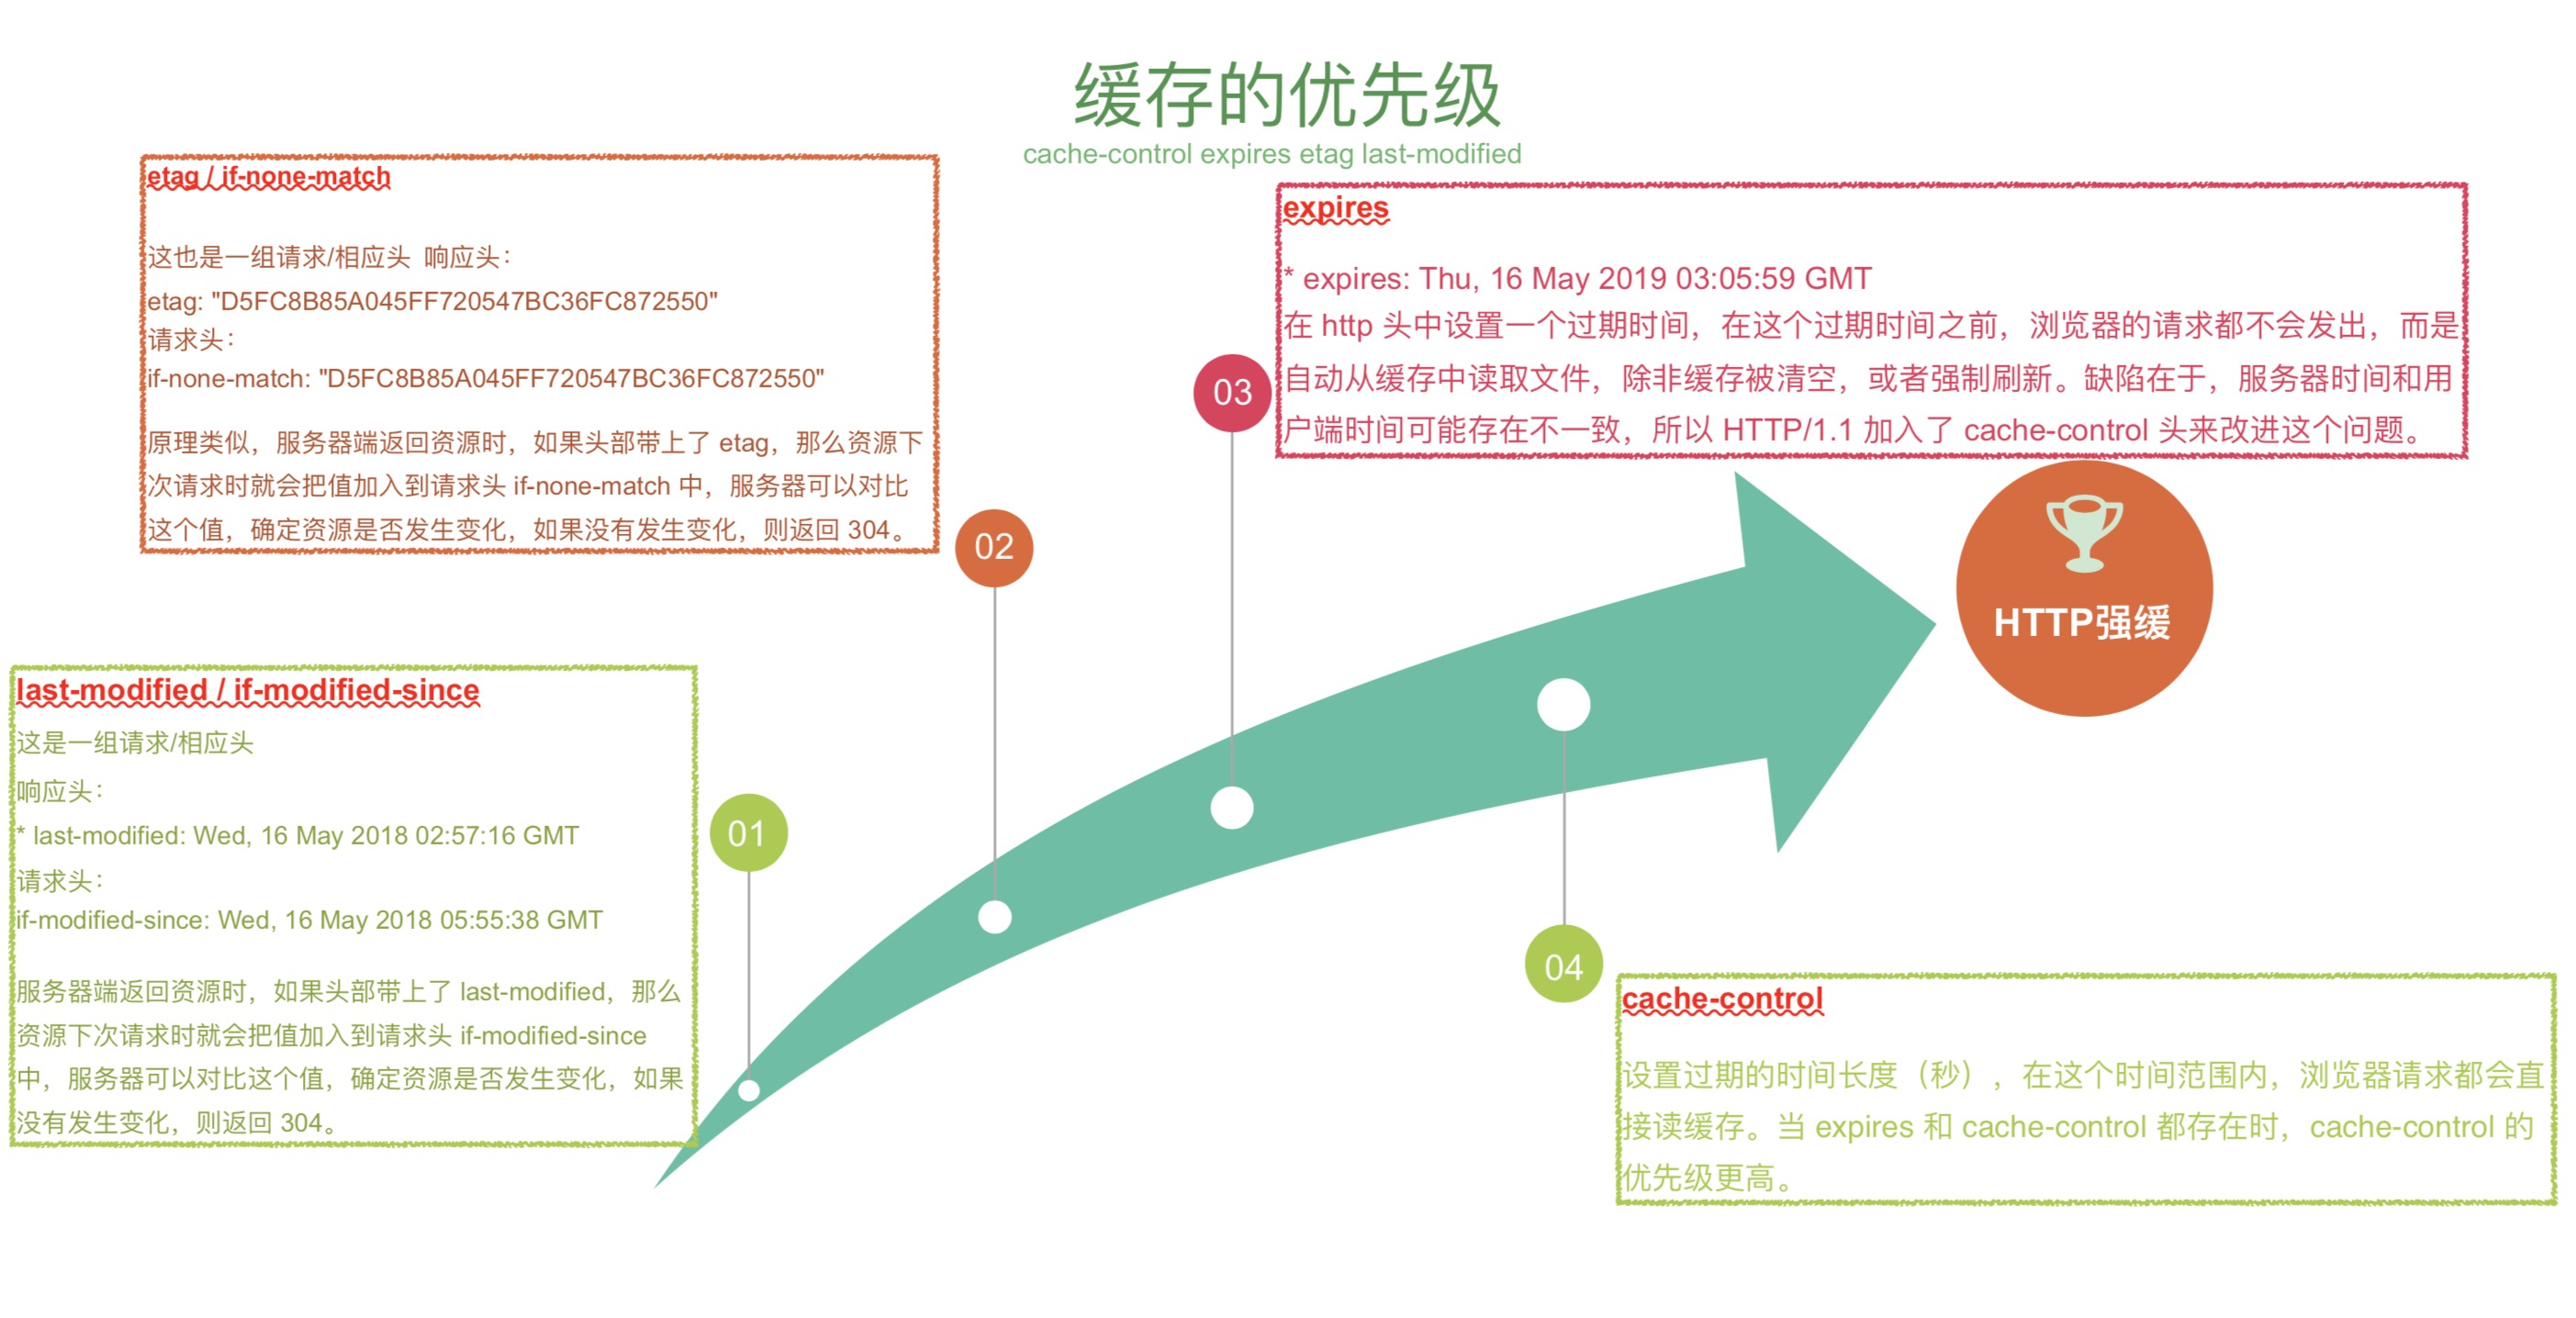 缓存的优先级
cache-control expires etag last-modified
etag / if-none-match
这也是一组请求/相应头 响应头：
etag: "D5FC8B85A045FF720547BC36FC872550"
请求头：
if-none-match: "D5FC8B85A045FF720547BC36FC872550"
原理类似，服务器端返回资源时，如果头部带上了 etag，那么资源下
次请求时就会把值加入到请求头 if-none-match 中，服务器可以对比
这个值，确定资源是否发生变化，如果没有发生变化，则返回 304。
02
expires
* expires: Thu, 16 May 2019 03:05:59 GMT
在 http 头中设置一个过期时间，在这个过期时间之前，浏览器的请求都不会发出，而是
自动从缓存中读取文件，除非缓存被清空，或者强制刷新。缺陷在于，服务器时间和用
户端时间可能存在不一致，所以 HTTP/1.1 加入了 cache-control 头来改进这个问题。
03
HTTP强缓
last-modified / if-modified-since
这是一组请求/相应头
响应头：
* last-modified: Wed, 16 May 2018 02:57:16 GMT
请求头：
if-modified-since: Wed, 16 May 2018 05:55:38 GMT
服务器端返回资源时，如果头部带上了 last-modified，那么
资源下次请求时就会把值加入到请求头 if-modified-since
中，服务器可以对比这个值，确定资源是否发生变化，如果
没有发生变化，则返回 304。
01
04
cache-control
设置过期的时间长度（秒），在这个时间范围内，浏览器请求都会直
接读缓存。当 expires 和 cache-control 都存在时，cache-control 的
优先级更高。